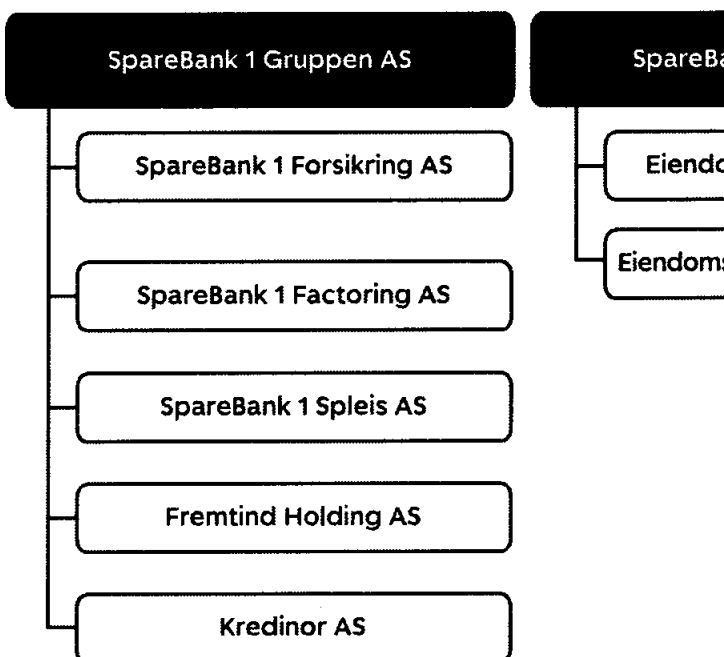 SpareBank 1 Gruppen AS
SpareBank 1 Forsikring AS
SpareBank 1 Factoring AS
SpareBank 1 Spleis AS
Fremtind Holding AS
Kredinor AS